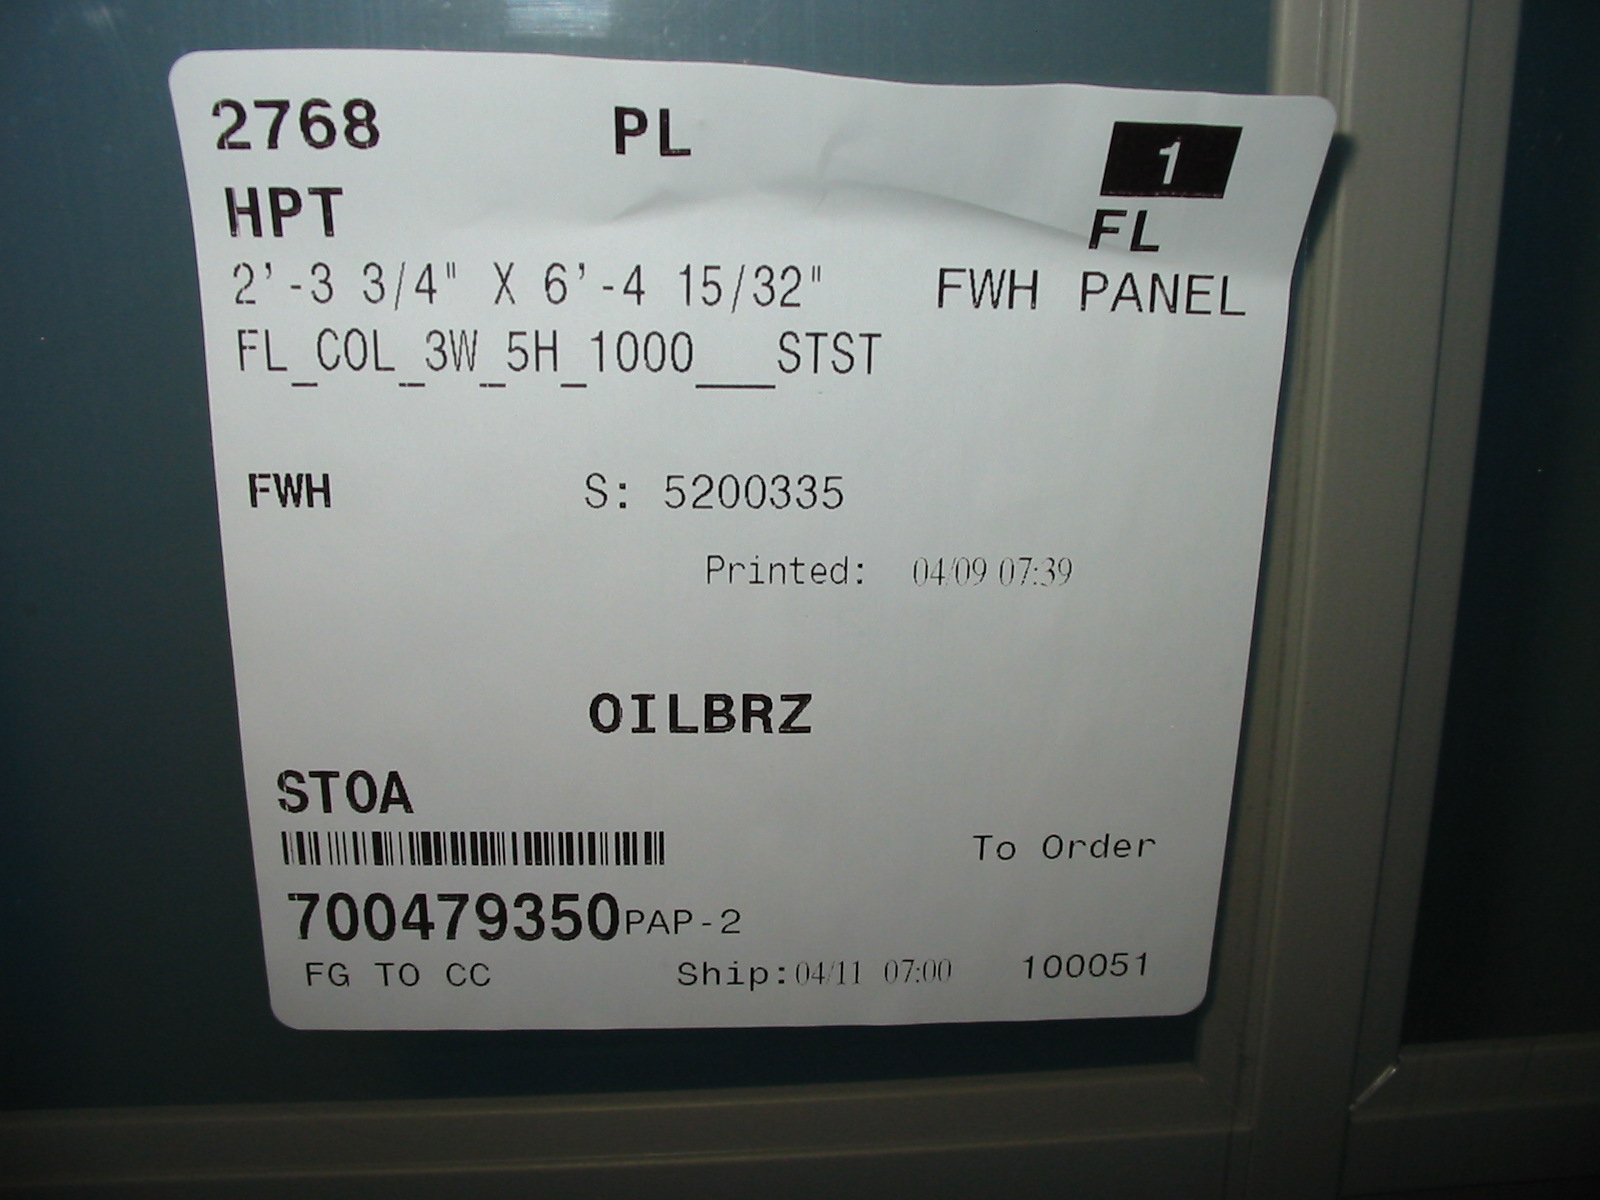 2768 PL 1
HPT FL
2'-3 3/4" X 6'-4 15/32" FWH PANEL
FL_COL_3W_5H_1000___STST
FWH S: 5200335
Printed: 04/09 07:39
OILBRZ
STOA
To Order
700479350PAP-2
FG TO CC Ship:04/11 07:00 100051